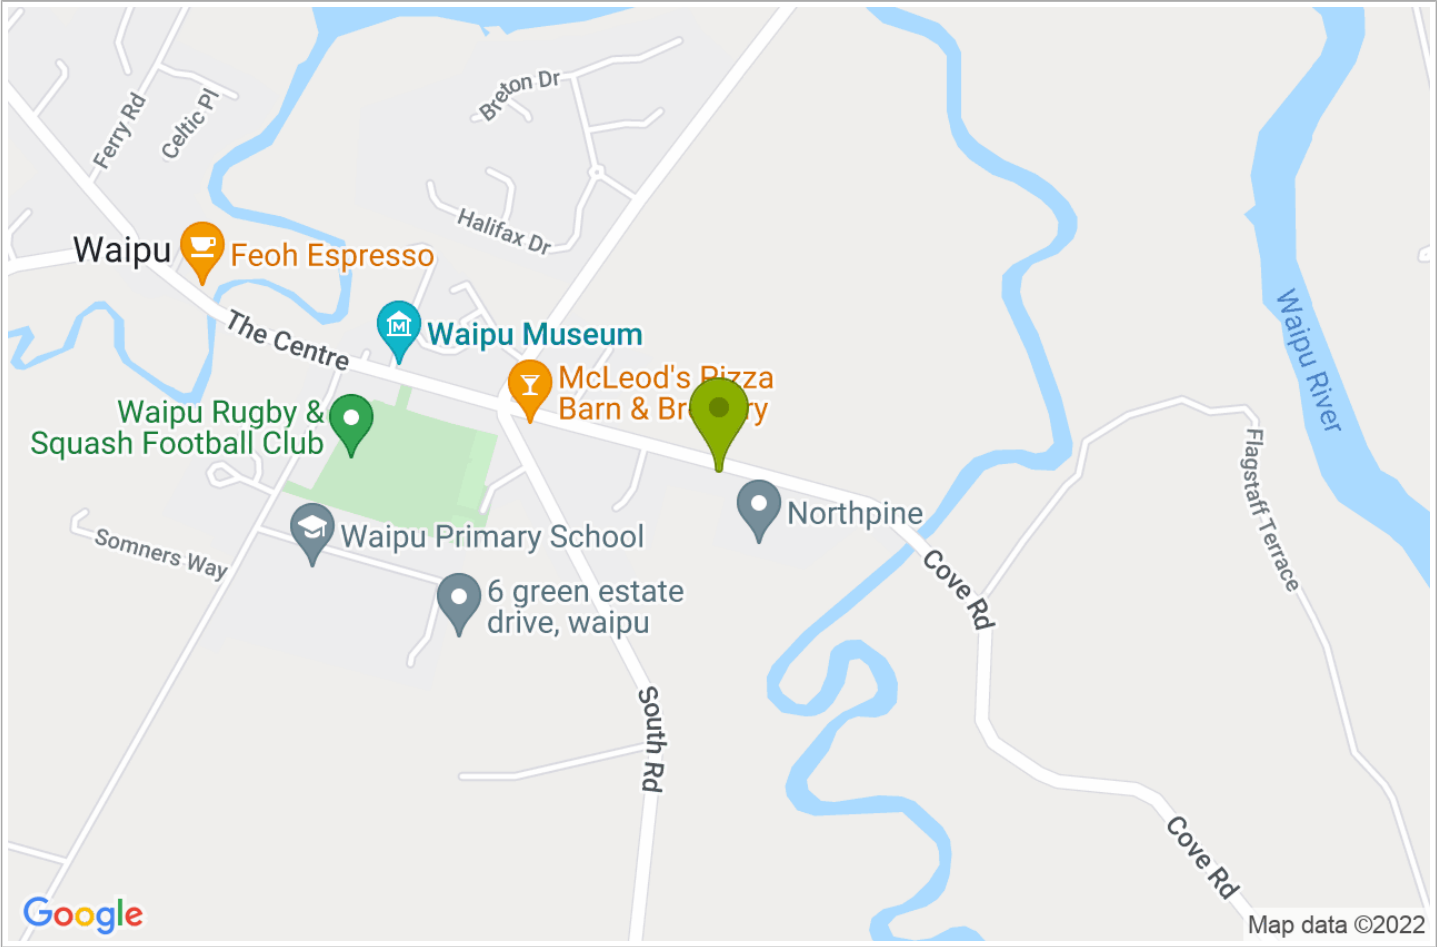 Breton Dr
Ferry Rd
Celtic Pl
Halifax Dr
Waipu
Feoh Espresso
The Centre
Waipu Museum
McLeod's Pizza
Barn & Brewery
Waipu River
Waipu Rugby &
Squash Football Club
Flagstaff Terrace
Northpine
Waipu Primary School
Somners Way
Cove Rd
6 green estate
drive, waipu
South Rd
Cove Rd
Google
Map data ©2022